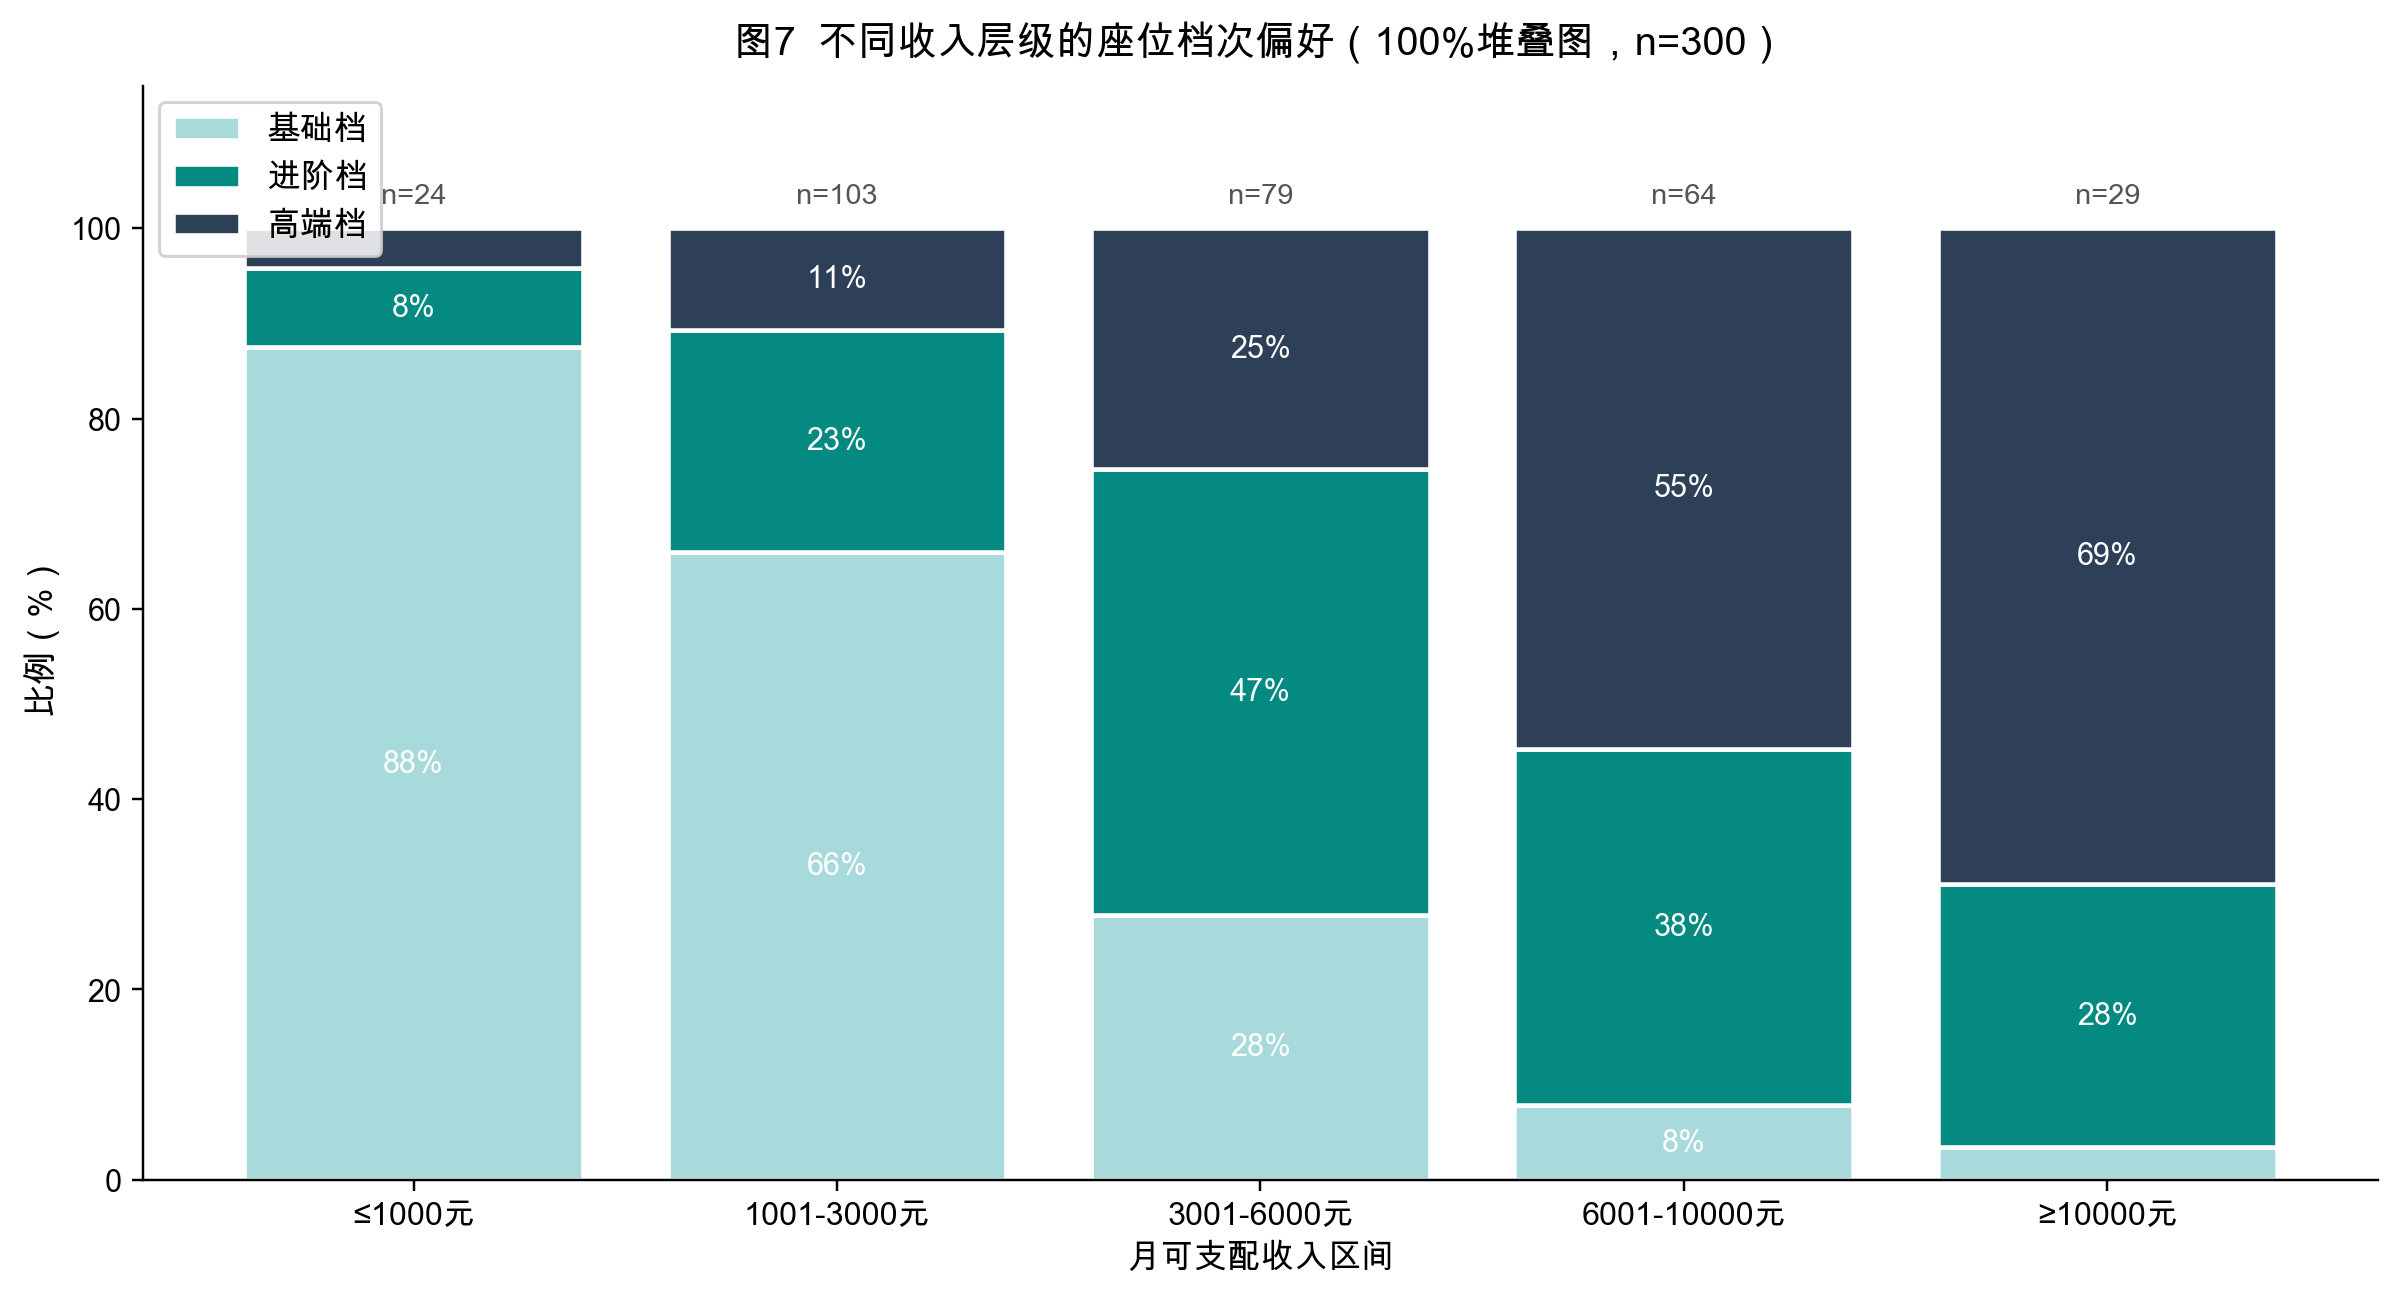 图7 不同收入层级的座位档次偏好（100%堆叠图，n=300）
基础档
进阶档
高端档
n=24
n=103
n=79
n=64
n=29
100
80
60
40
20
0
比例（%）
8%
88%
11%
23%
66%
25%
47%
28%
55%
38%
8%
69%
28%
≤1000元
1001-3000元
3001-6000元
6001-10000元
≥10000元
月可支配收入区间